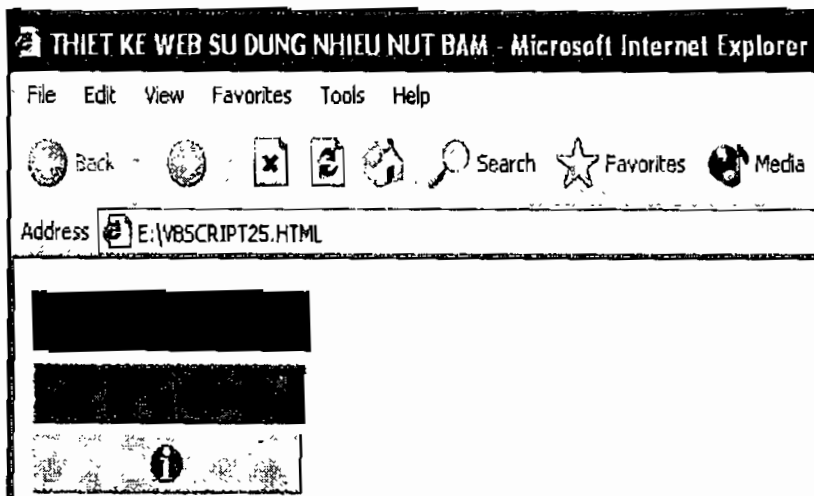 THIET KE WEB SU DUNG NHIEU NUT BAM - Microsoft Internet Explorer
File Edit View Favorites Tools Help
Back Search Favorites Media
Address E:\VBSCRIPT25.HTML